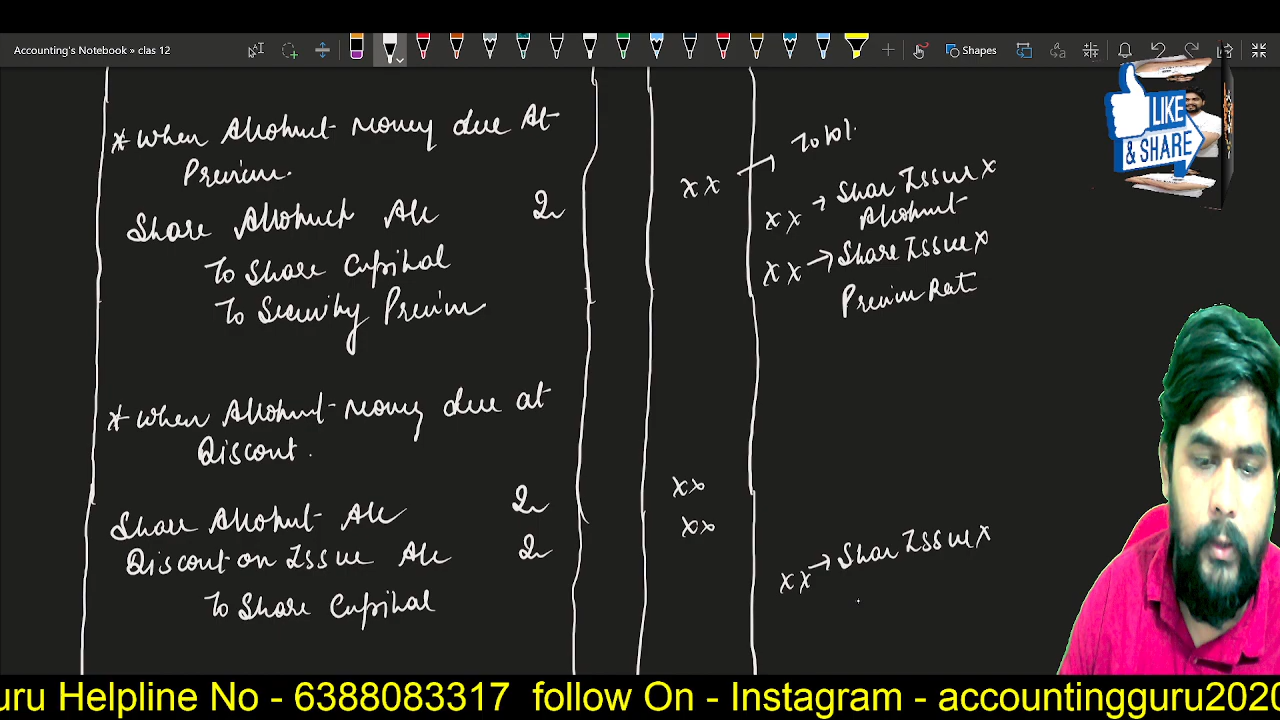 Accounting's Notebook » clas 12
Shapes
LIKE
& SHARE
* When Allotment Money due At
Premium.
Share Allotment A/c Dr
To Share Capital
To Security Premium
xx → Total
xx → Share Issue x
Allotment
xx → Share Issue x
Premium Rate
* When Allotment Money due at
Discount.
Share Allotment A/c Dr xx
Discount on Issue A/c Dr xx
To Share Capital
xx → Share Issue x
uru Helpline No - 6388083317 follow On - Instagram - accountingguru2020